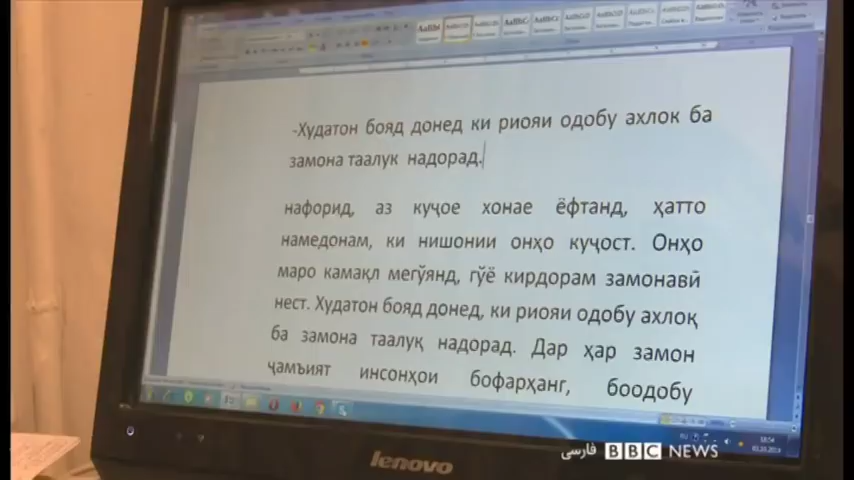 -Худатон бояд донед ки риояи одобу ахлок ба
замона таалук надорад.
нафорид, аз куҷое хонае ёфтанд, ҳатто
намедонам, ки нишонии онҳо куҷост. Онҳо
маро камақл мегӯянд, гӯё кирдорам замонавӣ
нест. Худатон бояд донед, ки риояи одобу ахлоқ
ба замона таалуқ надорад. Дар ҳар замон
ҷамъият инсонҳои бофарҳанг, боодобу
lenovo
فارسی BBC NEWS